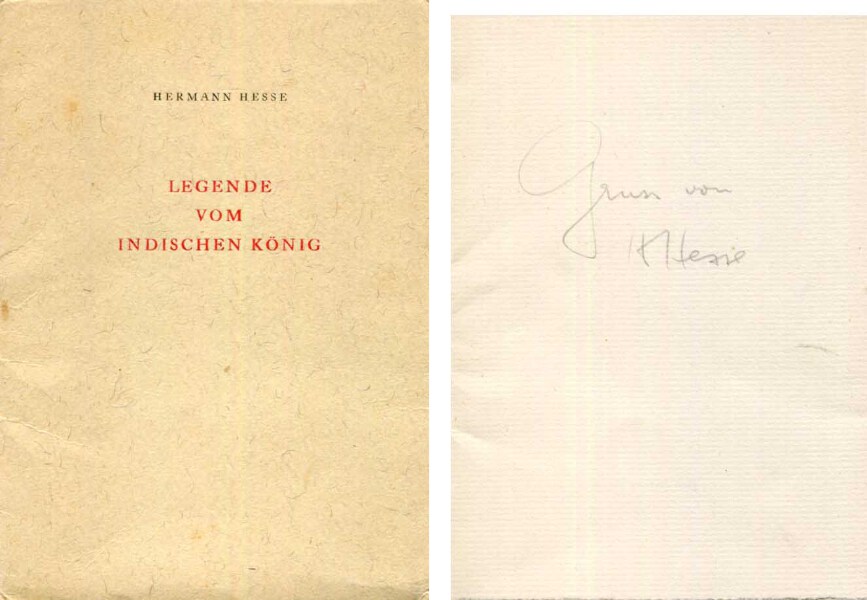 HERMANN HESSE
LEGENDE
VOM
INDISCHEN KÖNIG
Gruss von
H Hesse